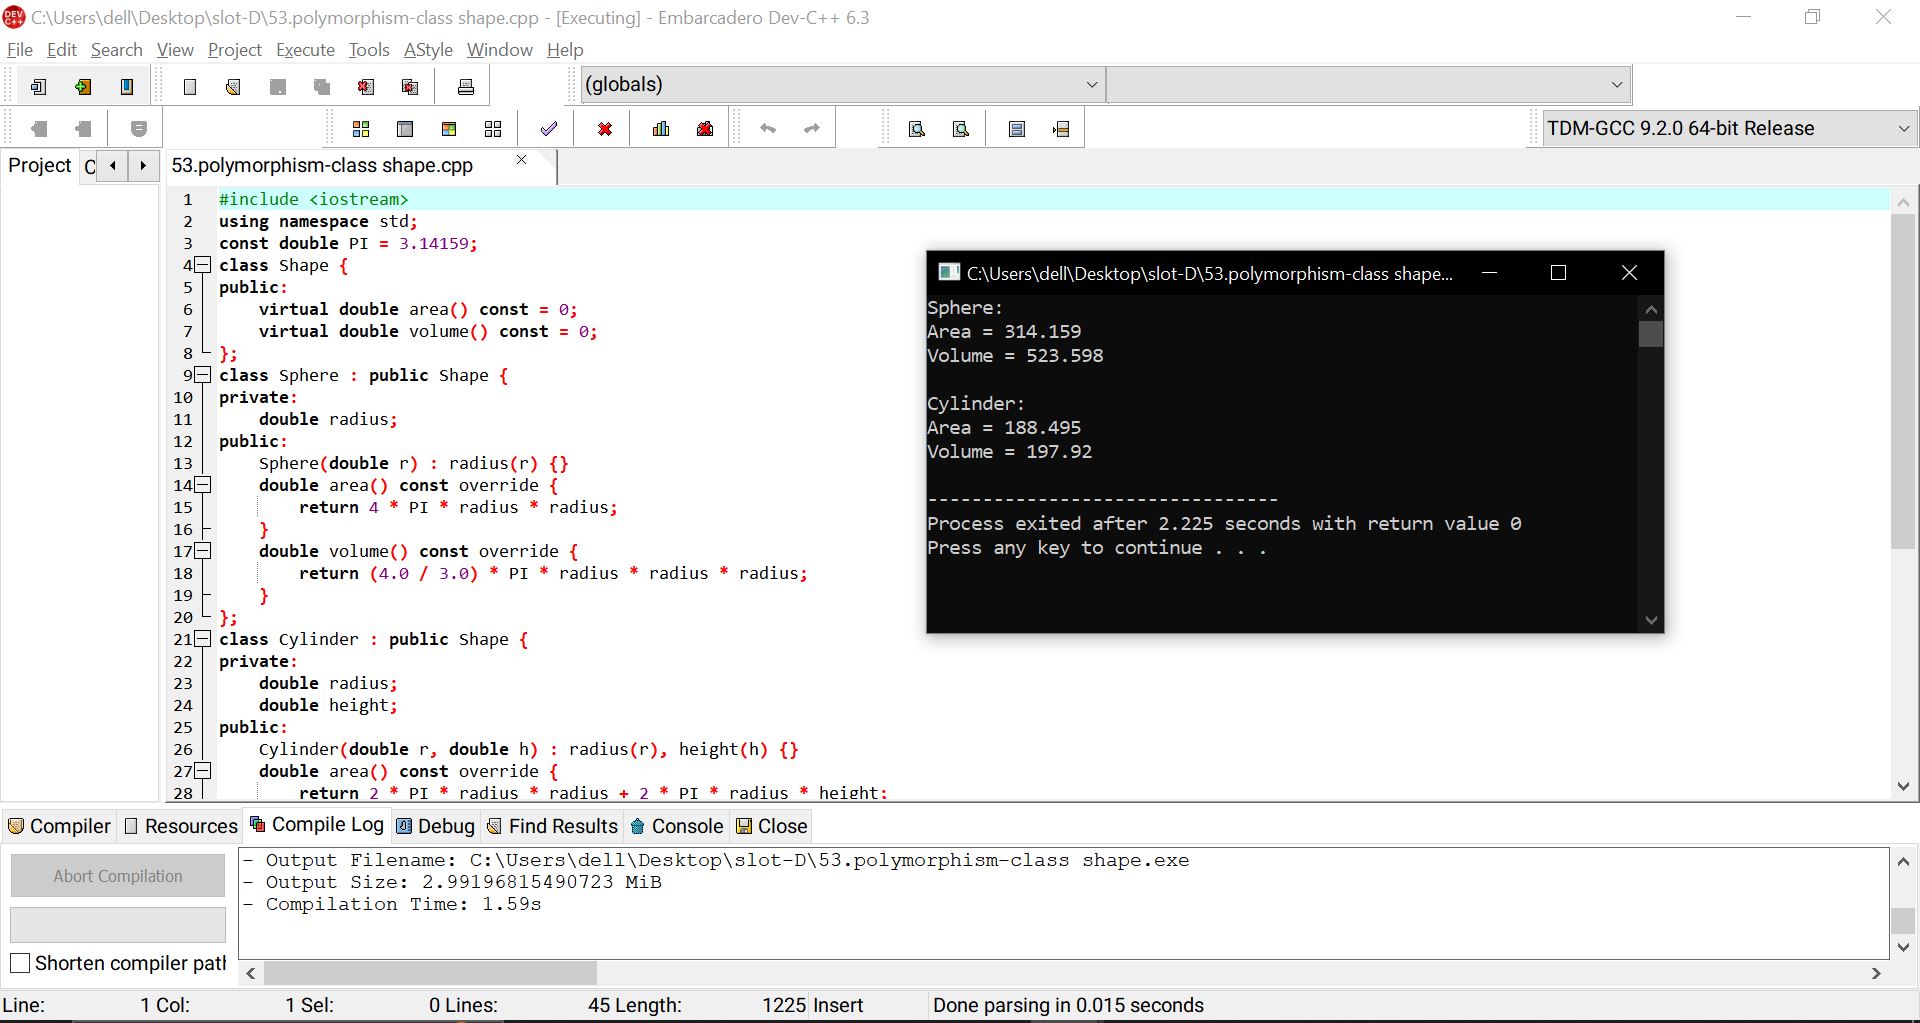 C:\Users\dell\Desktop\slot-D\53.polymorphism-class shape.cpp - [Executing] - Embarcadero Dev-C++ 6.3
File Edit Search View Project Execute Tools AStyle Window Help
(globals)
TDM-GCC 9.2.0 64-bit Release
Project
53.polymorphism-class shape.cpp
1 #include <iostream>
2 using namespace std;
3 const double PI = 3.14159;
4 class Shape {
5 public:
6 virtual double area() const = 0;
7 virtual double volume() const = 0;
8 };
9 class Sphere : public Shape {
10 private:
11 double radius;
12 public:
13 Sphere(double r) : radius(r) {}
14 double area() const override {
15 return 4 * PI * radius * radius;
16 }
17 double volume() const override {
18 return (4.0 / 3.0) * PI * radius * radius * radius;
19 }
20 };
21 class Cylinder : public Shape {
22 private:
23 double radius;
24 double height;
25 public:
26 Cylinder(double r, double h) : radius(r), height(h) {}
27 double area() const override {
28 return 2 * PI * radius * radius + 2 * PI * radius * height;
C:\Users\dell\Desktop\slot-D\53.polymorphism-class shape...
Sphere:
Area = 314.159
Volume = 523.598
Cylinder:
Area = 188.495
Volume = 197.92
--------------------------------
Process exited after 2.225 seconds with return value 0
Press any key to continue . . .
Compiler Resources Compile Log Debug Find Results Console Close
Abort Compilation
Shorten compiler path
- Output Filename: C:\Users\dell\Desktop\slot-D\53.polymorphism-class shape.exe
- Output Size: 2.99196815490723 MiB
- Compilation Time: 1.59s
Line: 1 Col: 1 Sel: 0 Lines: 45 Length: 1225 Insert Done parsing in 0.015 seconds